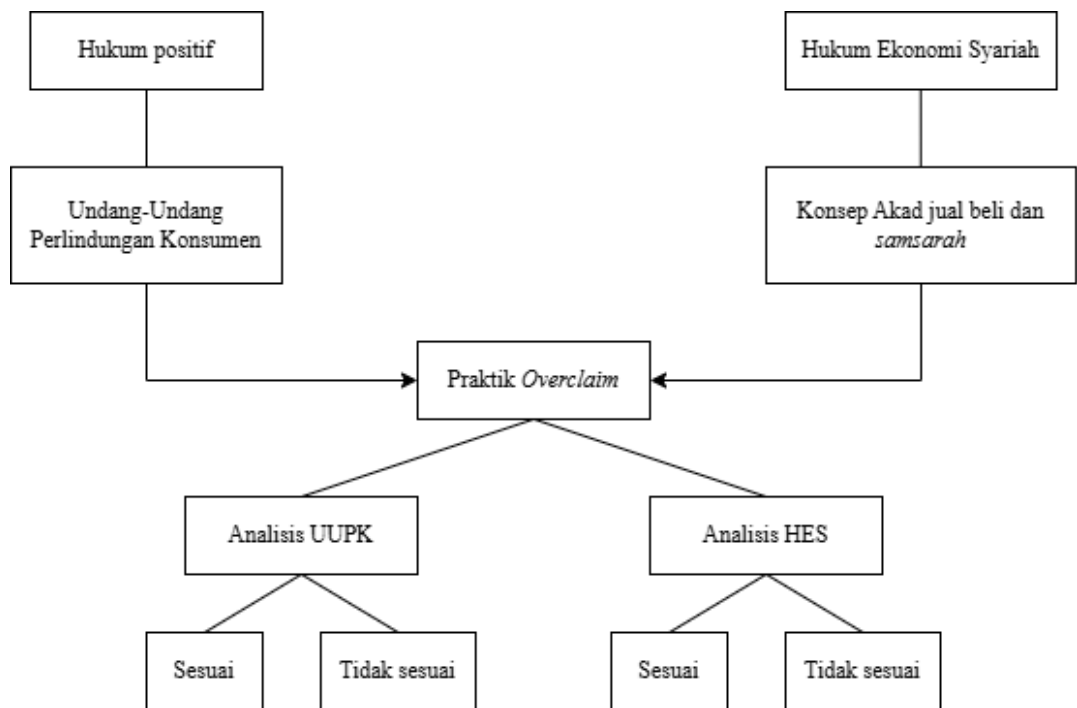 Hukum positif
Hukum Ekonomi Syariah
Undang-Undang
Perlindungan Konsumen
Konsep Akad jual beli dan
samsarah
Praktik Overclaim
Analisis UUPK
Analisis HES
Sesuai
Tidak sesuai
Sesuai
Tidak sesuai